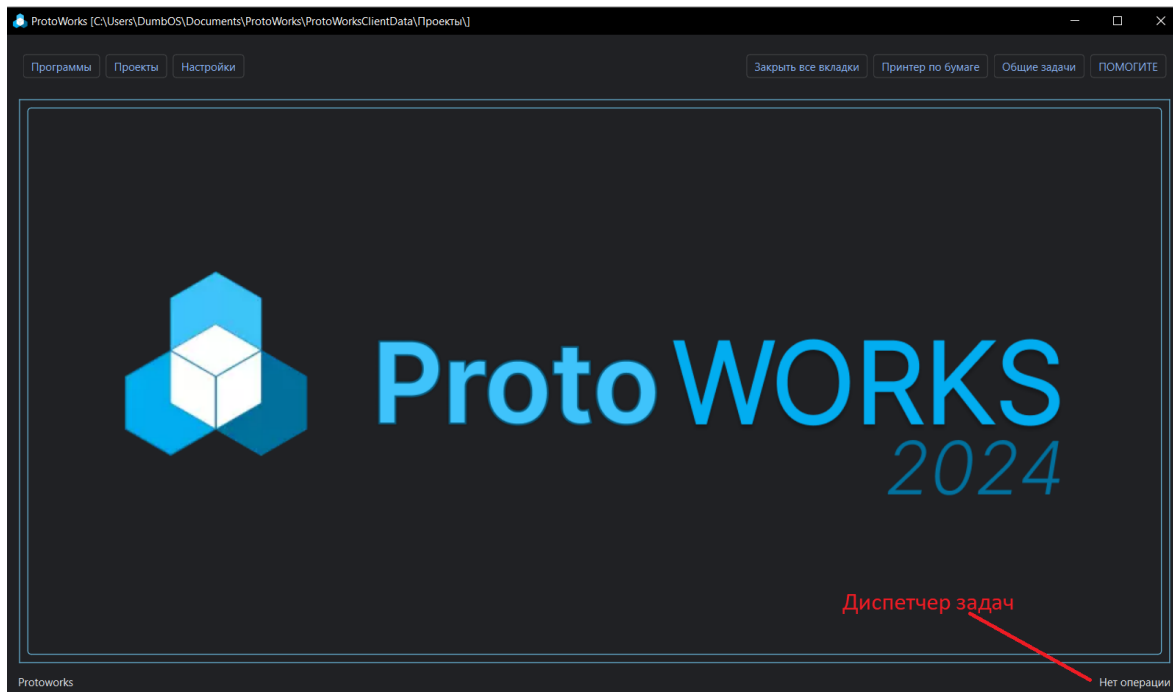 ProtoWorks [C:\Users\DumbOS\Documents\ProtoWorks\ProtoWorksClientData\Проекты\]
Программы Проекты Настройки Закрыть все вкладки Принтер по бумаге Общие задачи ПОМОГИТЕ
Proto WORKS
2024
Диспетчер задач
Protoworks Нет операции